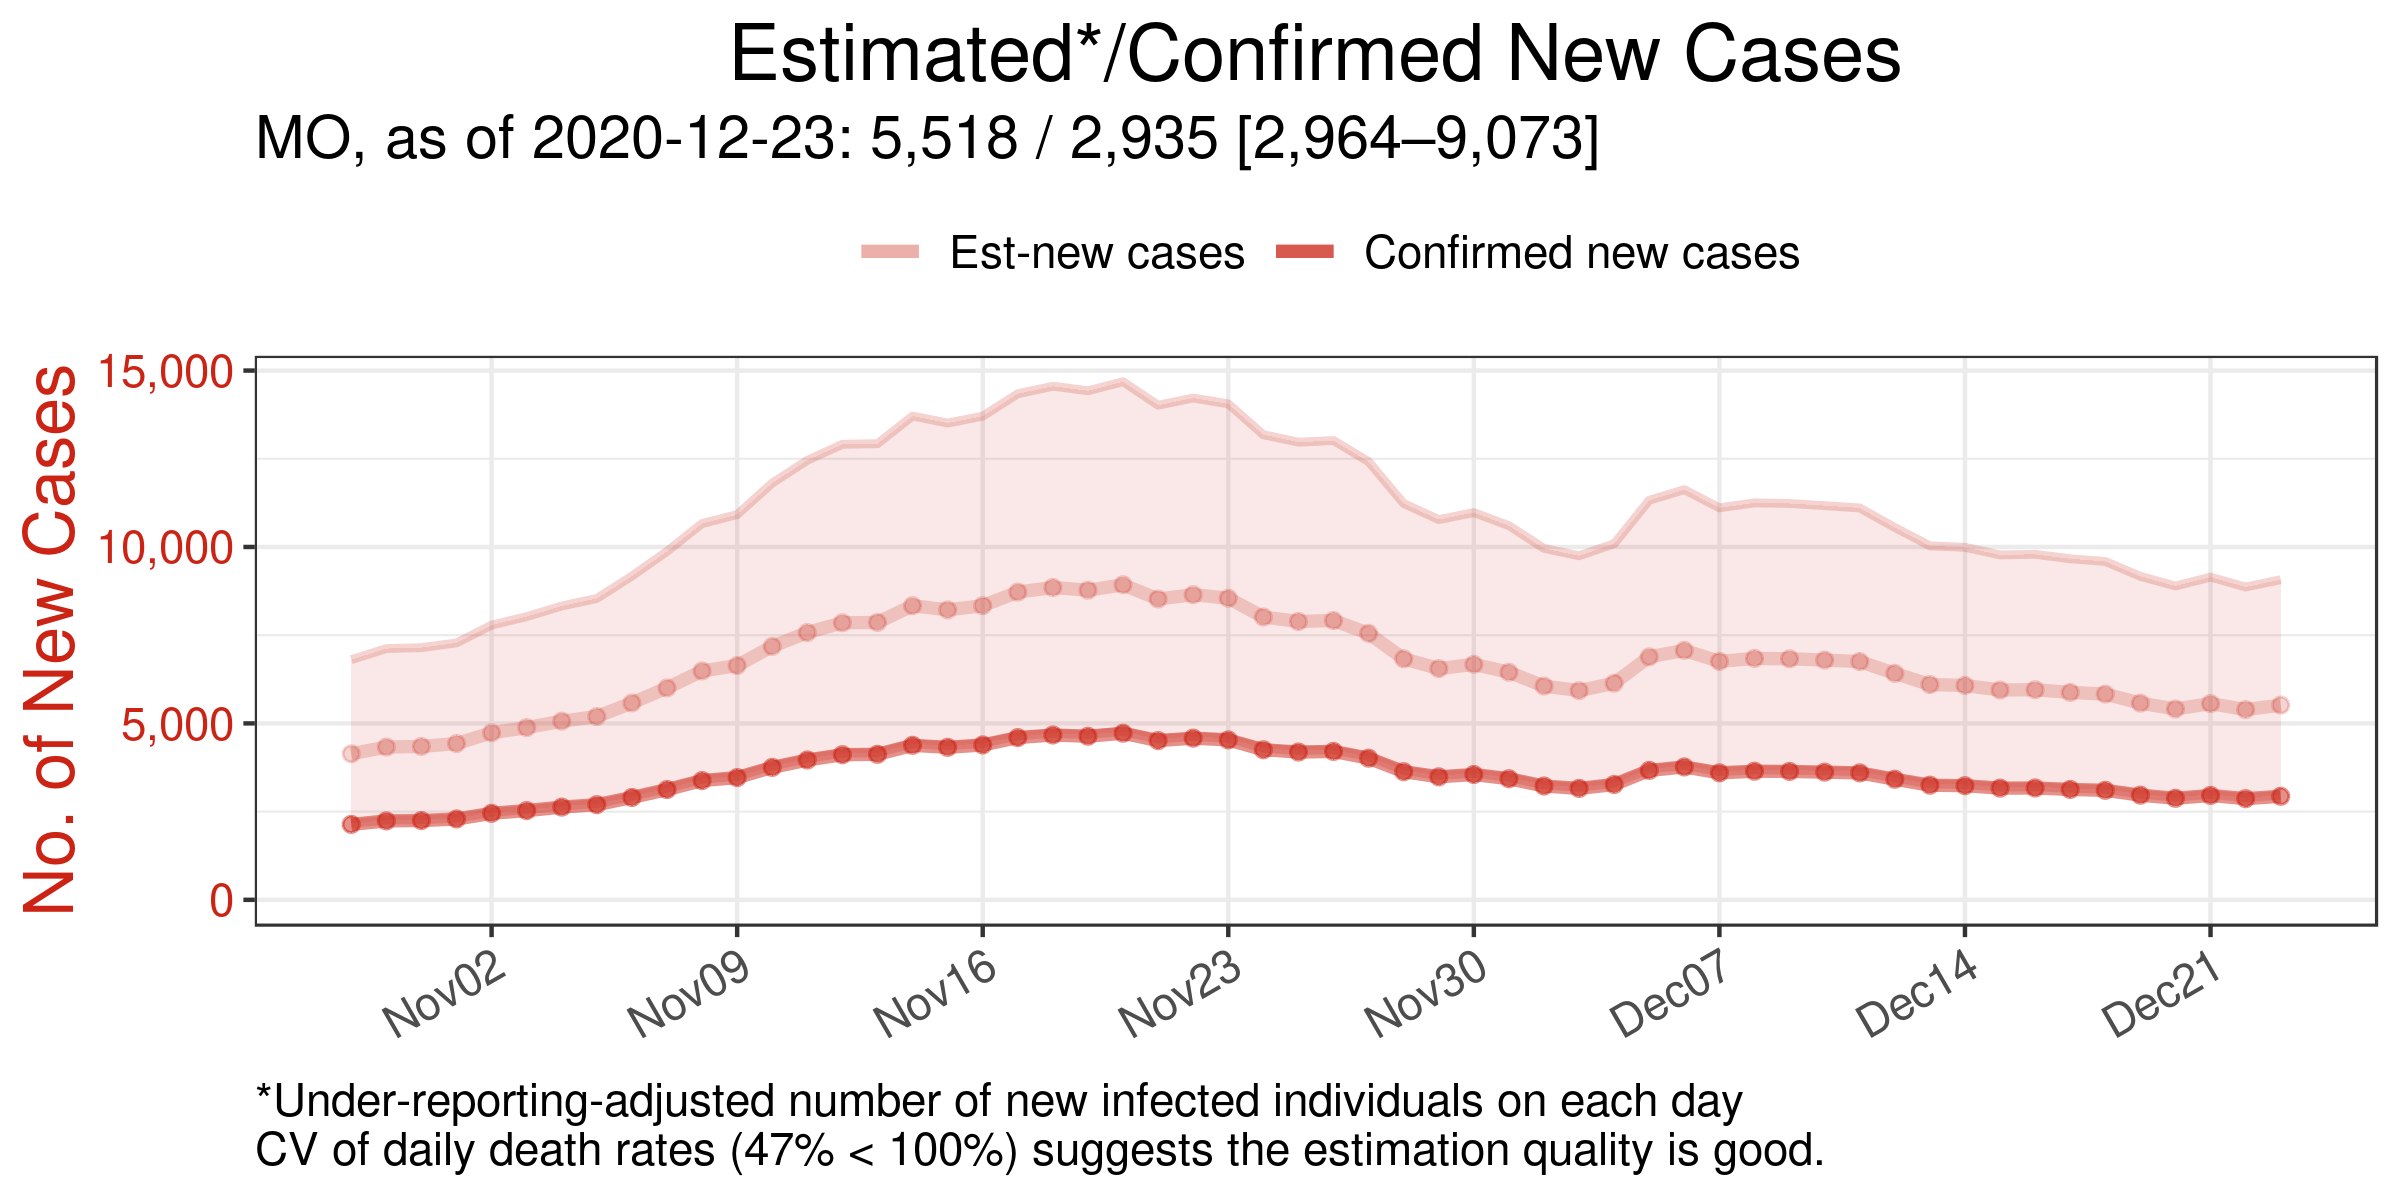 Estimated*/Confirmed New Cases
MO, as of 2020-12-23: 5,518 / 2,935 [2,964–9,073]
Est-new cases
Confirmed new cases
No. of New Cases
15,000
10,000
5,000
0
Nov02
Nov09
Nov16
Nov23
Nov30
Dec07
Dec14
Dec21
*Under-reporting-adjusted number of new infected individuals on each day
CV of daily death rates (47% < 100%) suggests the estimation quality is good.